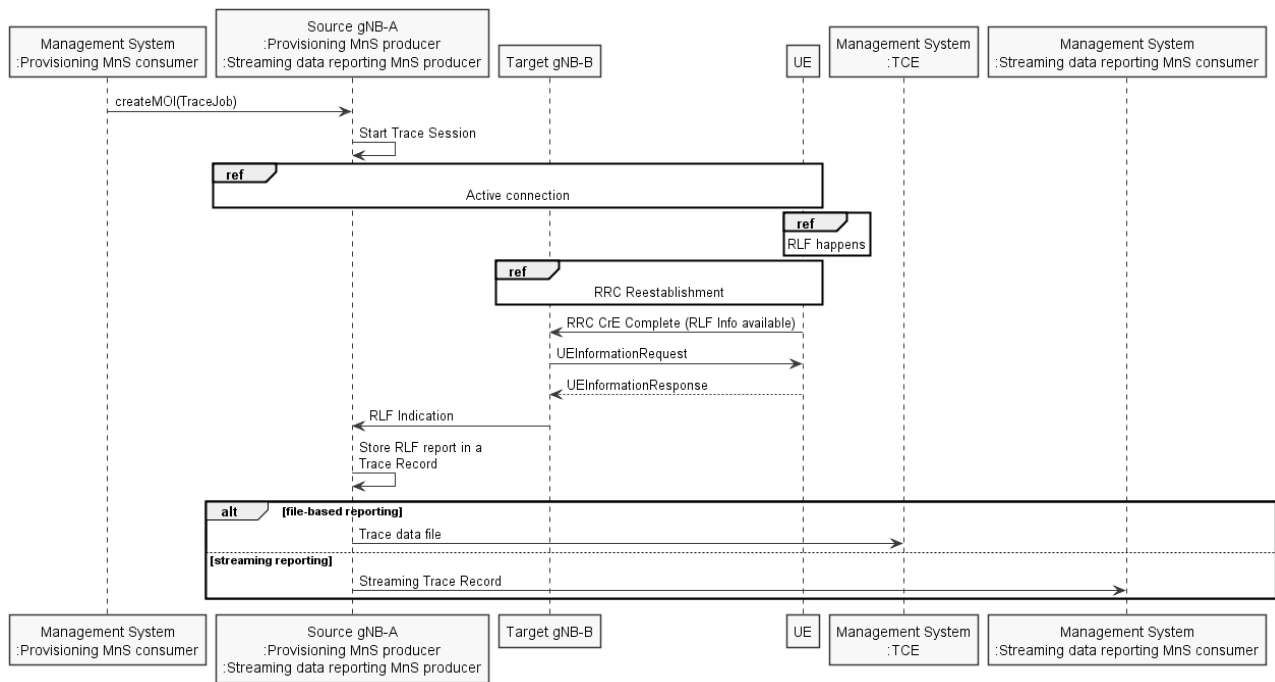 Management System
:Provisioning MnS consumer
Source gNB-A
:Provisioning MnS producer
:Streaming data reporting MnS producer
Target gNB-B
UE
Management System
:TCE
Management System
:Streaming data reporting MnS consumer
createMOI(TraceJob)
Start Trace Session
ref
Active connection
ref
RLF happens
ref
RRC Reestablishment
RRC CrE Complete (RLF Info available)
UEInformationRequest
UEInformationResponse
RLF Indication
Store RLF report in a
Trace Record
alt [file-based reporting]
Trace data file
[streaming reporting]
Streaming Trace Record
Management System
:Provisioning MnS consumer
Source gNB-A
:Provisioning MnS producer
:Streaming data reporting MnS producer
Target gNB-B
UE
Management System
:TCE
Management System
:Streaming data reporting MnS consumer